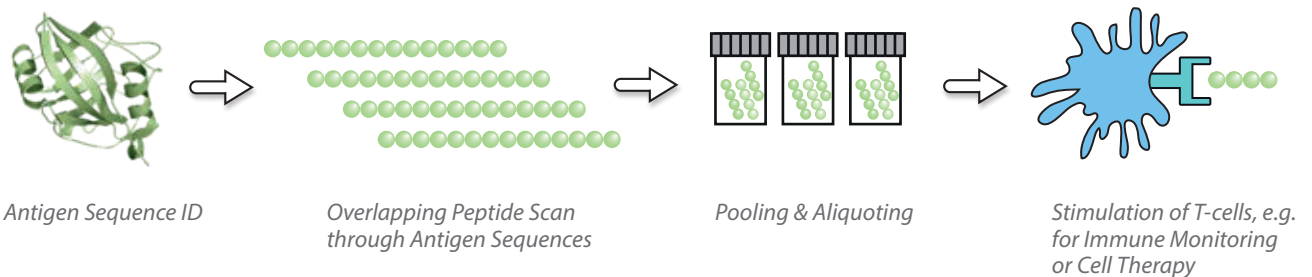 Antigen Sequence ID
Overlapping Peptide Scan
through Antigen Sequences
Pooling & Aliquoting
Stimulation of T-cells, e.g.
for Immune Monitoring
or Cell Therapy